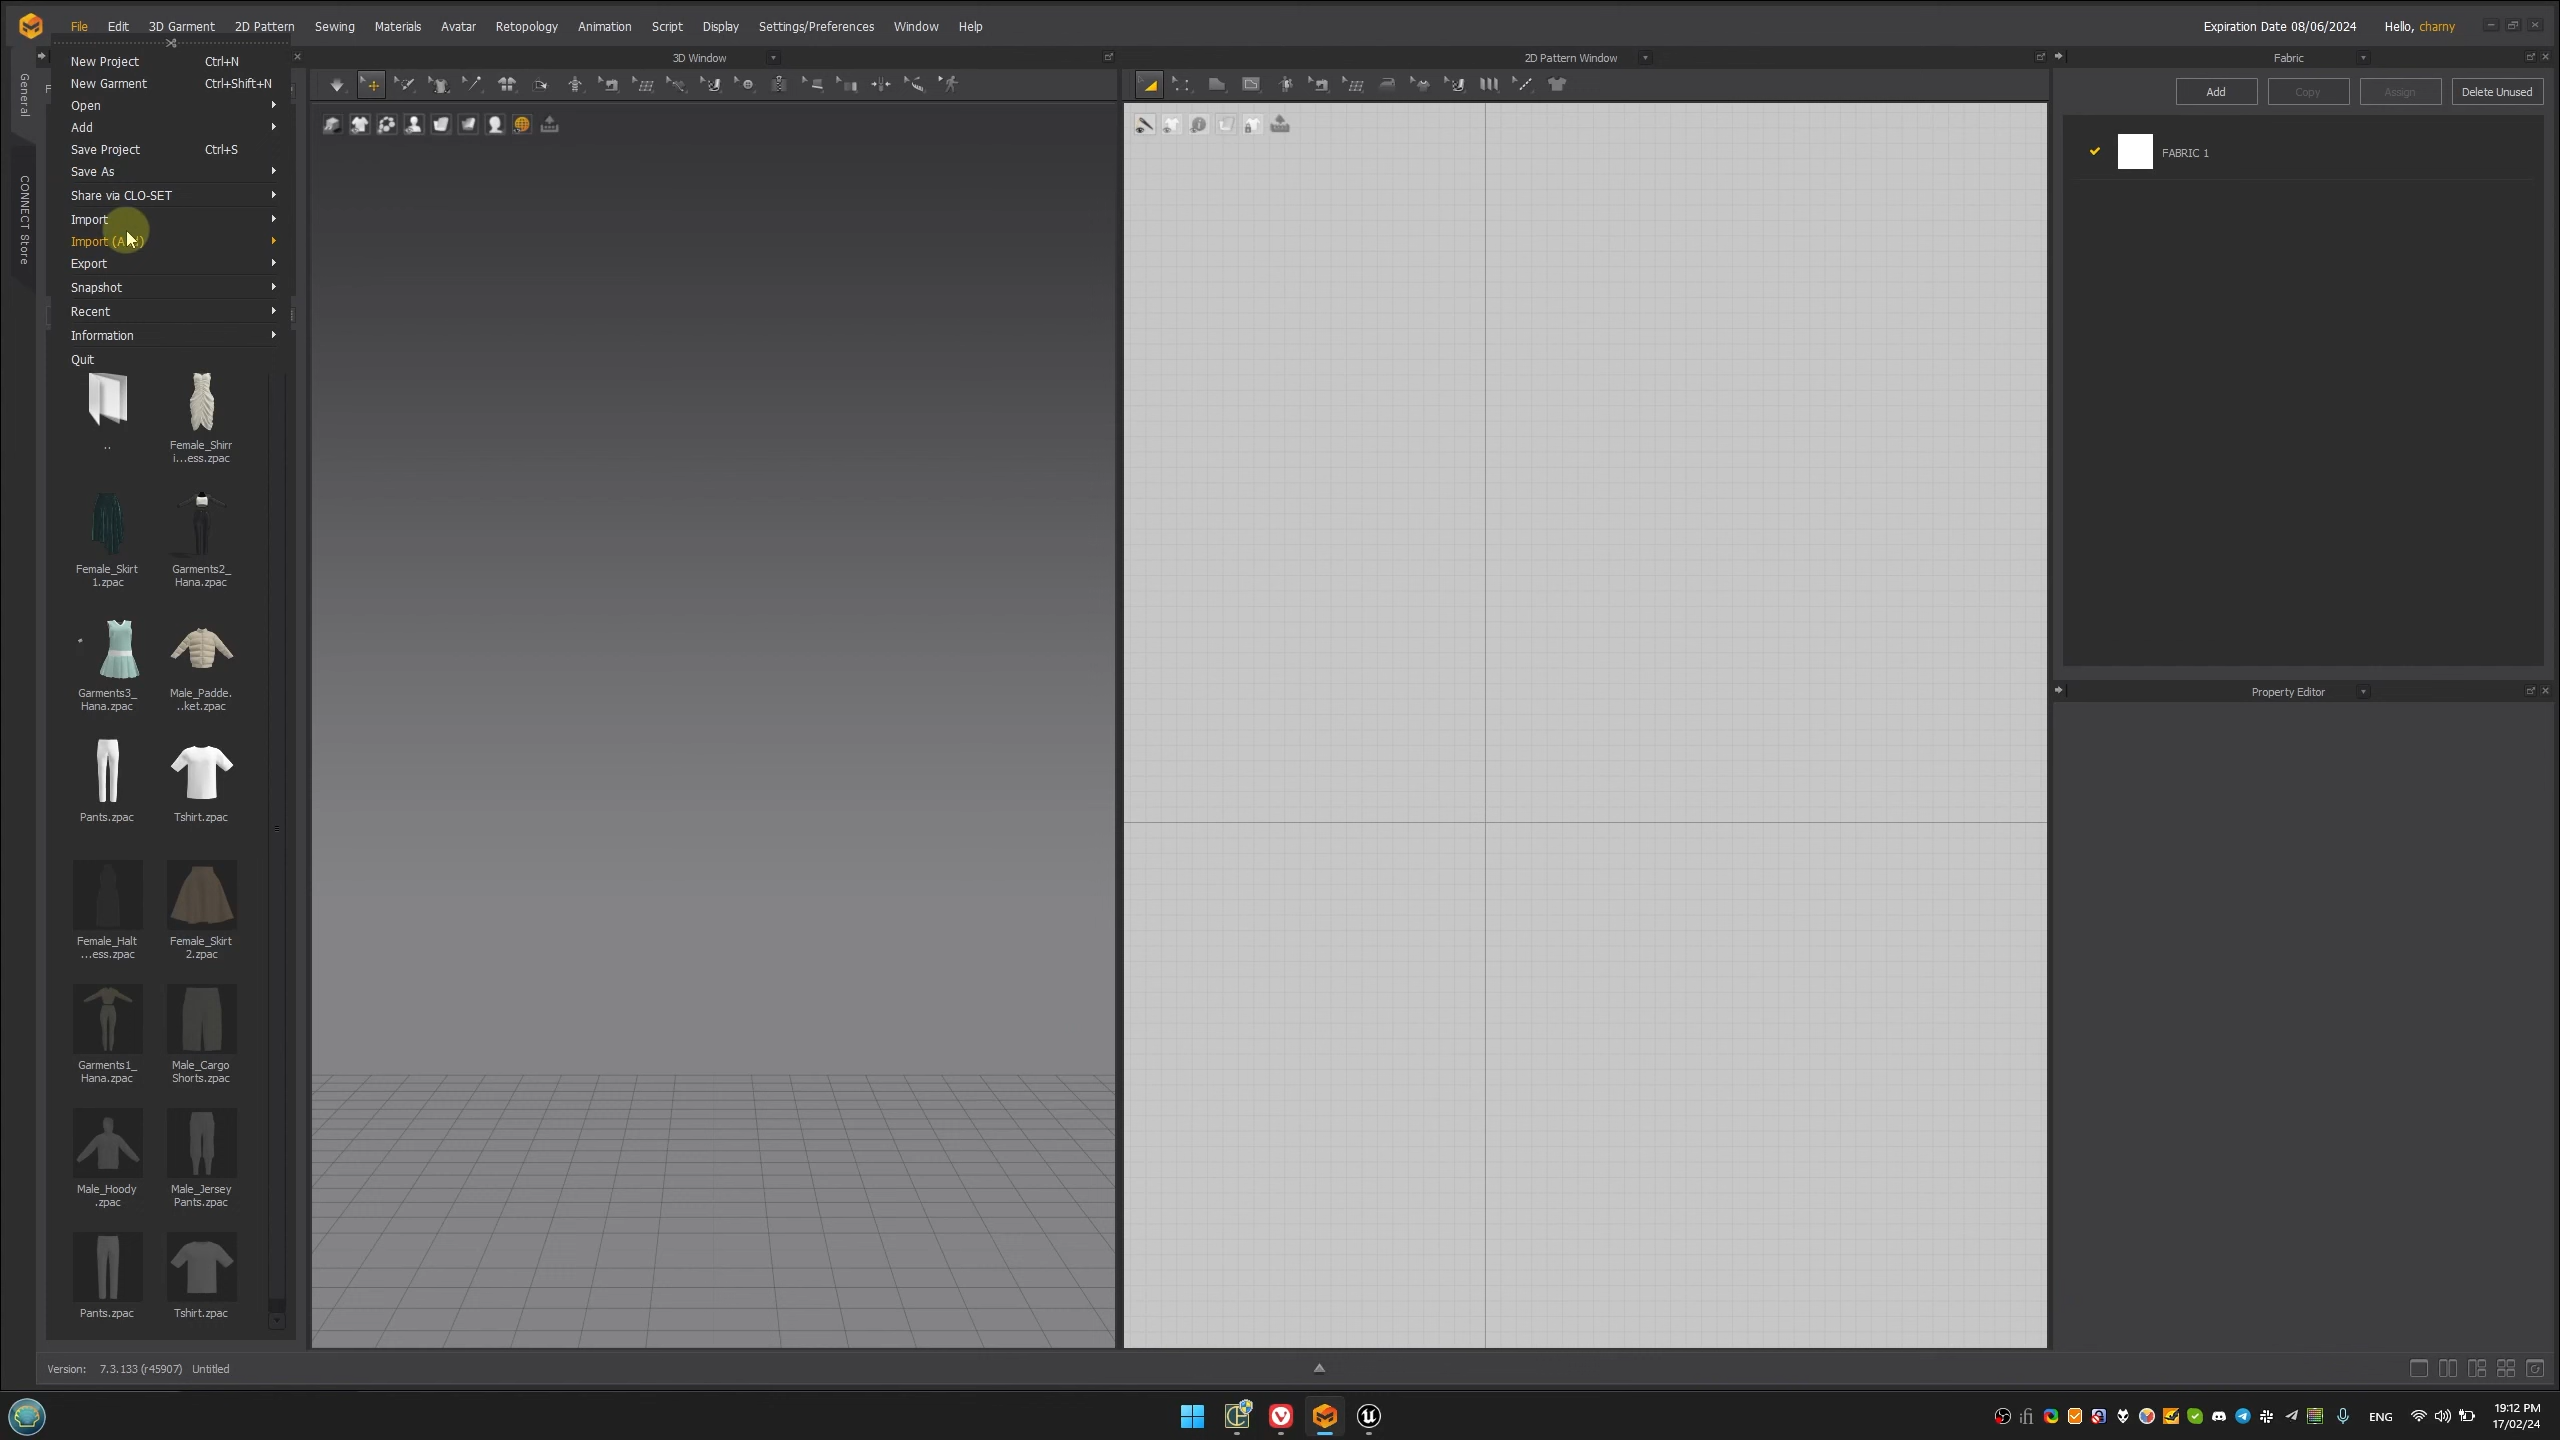 File Edit 3D Garment 2D Pattern Sewing Materials Avatar Retopology Animation Script Display Settings/Preferences Window Help
Expiration Date 08/06/2024 Hello, charny
General
CONNECT Store
New Project Ctrl+N
New Garment Ctrl+Shift+N
Open
Add
Save Project Ctrl+S
Save As
Share via CLO-SET
Import
Import
Export
Snapshot
Recent
Information
Quit
3D Window
2D Pattern Window
Fabric
Add Copy Assign Delete Unused
FABRIC 1
Property Editor
..
Female_Shirr
i...ess.zpac
Female_Skirt
1.zpac
Garments2_
Hana.zpac
Garments3_
Hana.zpac
Male_Padde.
..ket.zpac
Pants.zpac
Tshirt.zpac
Female_Halt
...ess.zpac
Female_Skirt
2.zpac
Garments1_
Hana.zpac
Male_Cargo
Shorts.zpac
Male_Hoody
.zpac
Male_Jersey
Pants.zpac
Pants.zpac
Tshirt.zpac
Version: 7.3.133 (r45907) Untitled
ENG
19:12 PM
17/02/24